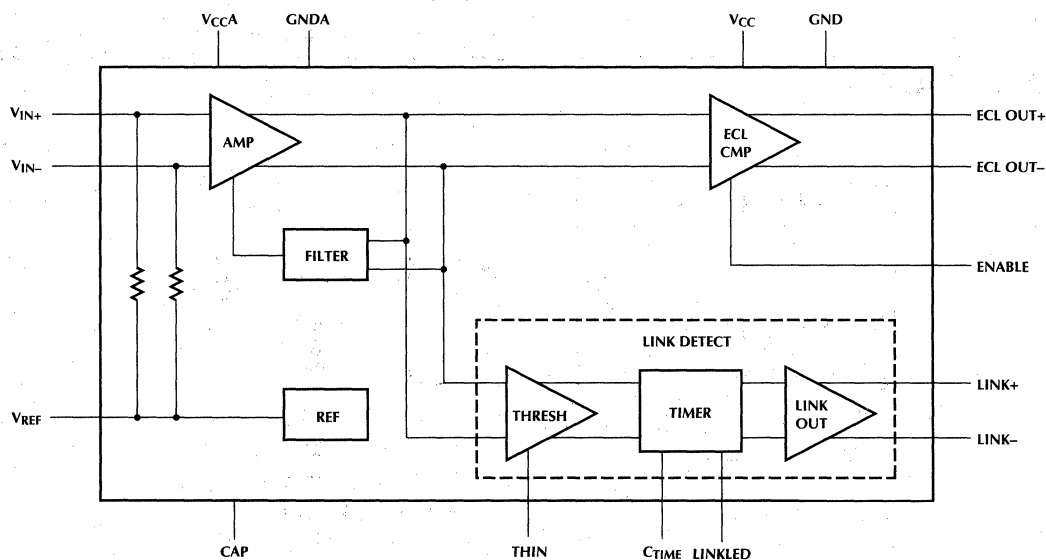 VCCA GNDA VCC GND
VIN+ ECL OUT+
AMP ECL CMP
VIN– ECL OUT–
FILTER ENABLE
LINK DETECT
LINK+
VREF REF THRESH TIMER LINK OUT
LINK–
CAP THIN CTIME LINKLED